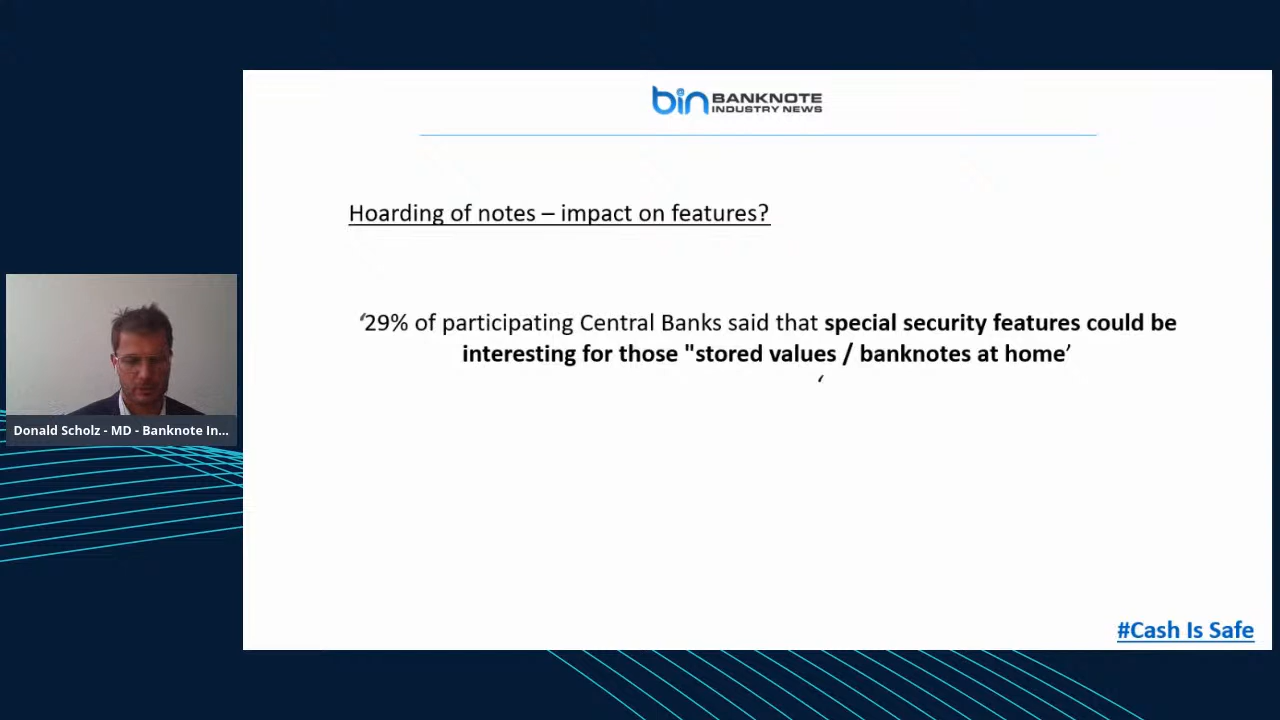 bin BANKNOTE
INDUSTRY NEWS
Hoarding of notes – impact on features?
‘29% of participating Central Banks said that special security features could be
interesting for those "stored values / banknotes at home’
‘
Donald Scholz - MD - Banknote In...
#Cash Is Safe